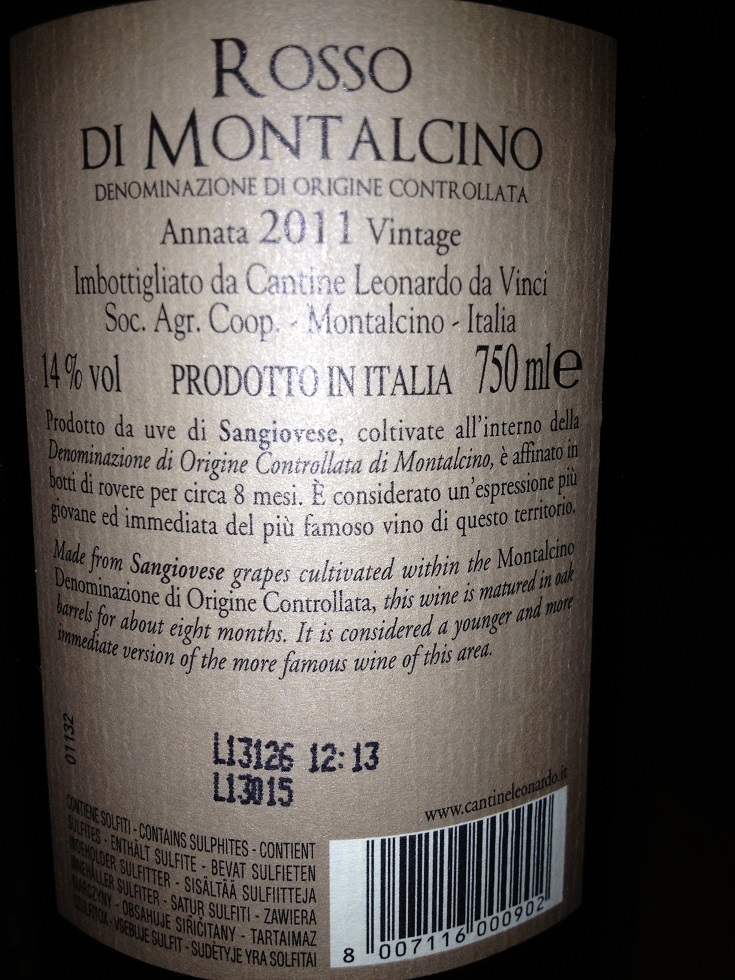 ROSSO
DI MONTALCINO
DENOMINAZIONE DI ORIGINE CONTROLLATA
Annata 2011 Vintage
Imbottigliato da Cantine Leonardo da Vinci
Soc. Agr. Coop. - Montalcino - Italia
14 % vol PRODOTTO IN ITALIA 750 ml e
Prodotto da uve di Sangiovese, coltivate all'interno della
Denominazione di Origine Controllata di Montalcino, è affinato in
botti di rovere per circa 8 mesi. È considerato un'espressione più
giovane ed immediata del più famoso vino di questo territorio.
Made from Sangiovese grapes cultivated within the Montalcino
Denominazione di Origine Controllata, this wine is matured in oak
barrels for about eight months. It is considered a younger and more
immediate version of the more famous wine of this area.
01132
L13126 12:13
L13015
www.cantineleonardo.it
CONTIENE SOLFITI - CONTAINS SULPHITES - CONTIENT
SULFITES - ENTHÄLT SULFITE - BEVAT SULFIETEN
INDEHOLDER SULFITTER - SISÄLTÄÄ SULFIITTEJA
INNEHÅLLER SULFITER - SATUR SULFITI - ZAWIERA
SIARCZYNY - OBSAHUJE SIŘIČITANY - TARTAIMAZ
- VSEBUJE SULFIT - SUDĖTYJE YRA SOLFITAI
8 007116 000902